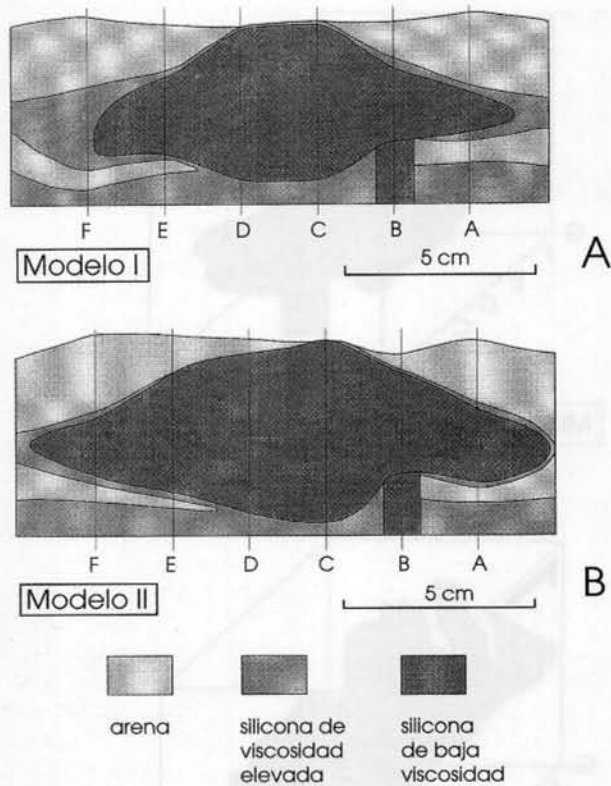 F E D C B A
Modelo I
5 cm
A
F E D C B A
Modelo II
5 cm
B
arena
silicona de
viscosidad
elevada
silicona
de baja
viscosidad